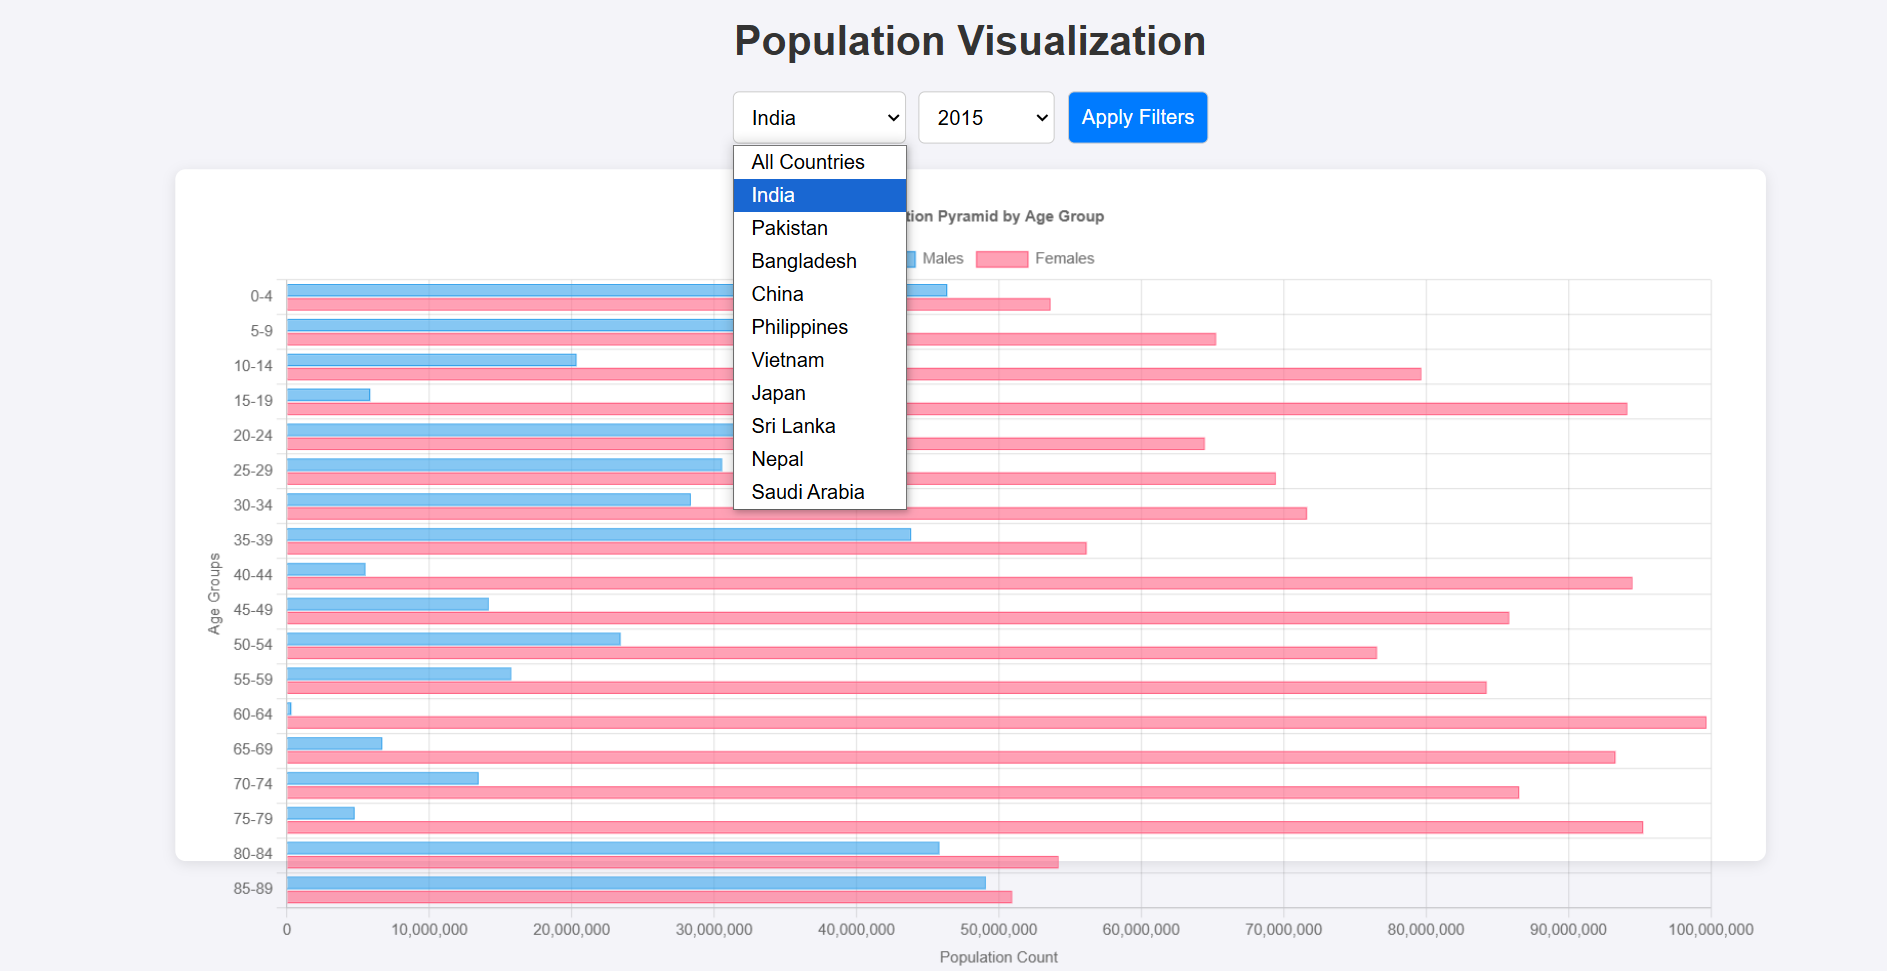 Population Visualization
India 2015 Apply Filters
All Countries
India
Pakistan
Bangladesh
China
Philippines
Vietnam
Japan
Sri Lanka
Nepal
Saudi Arabia
Pyramid by Age Group
Males Females
0-4
5-9
10-14
15-19
20-24
25-29
30-34
35-39
40-44
45-49
50-54
55-59
60-64
65-69
70-74
75-79
80-84
85-89
Age Groups
0 10,000,000 20,000,000 30,000,000 40,000,000 50,000,000 60,000,000 70,000,000 80,000,000 90,000,000 100,000,000
Population Count